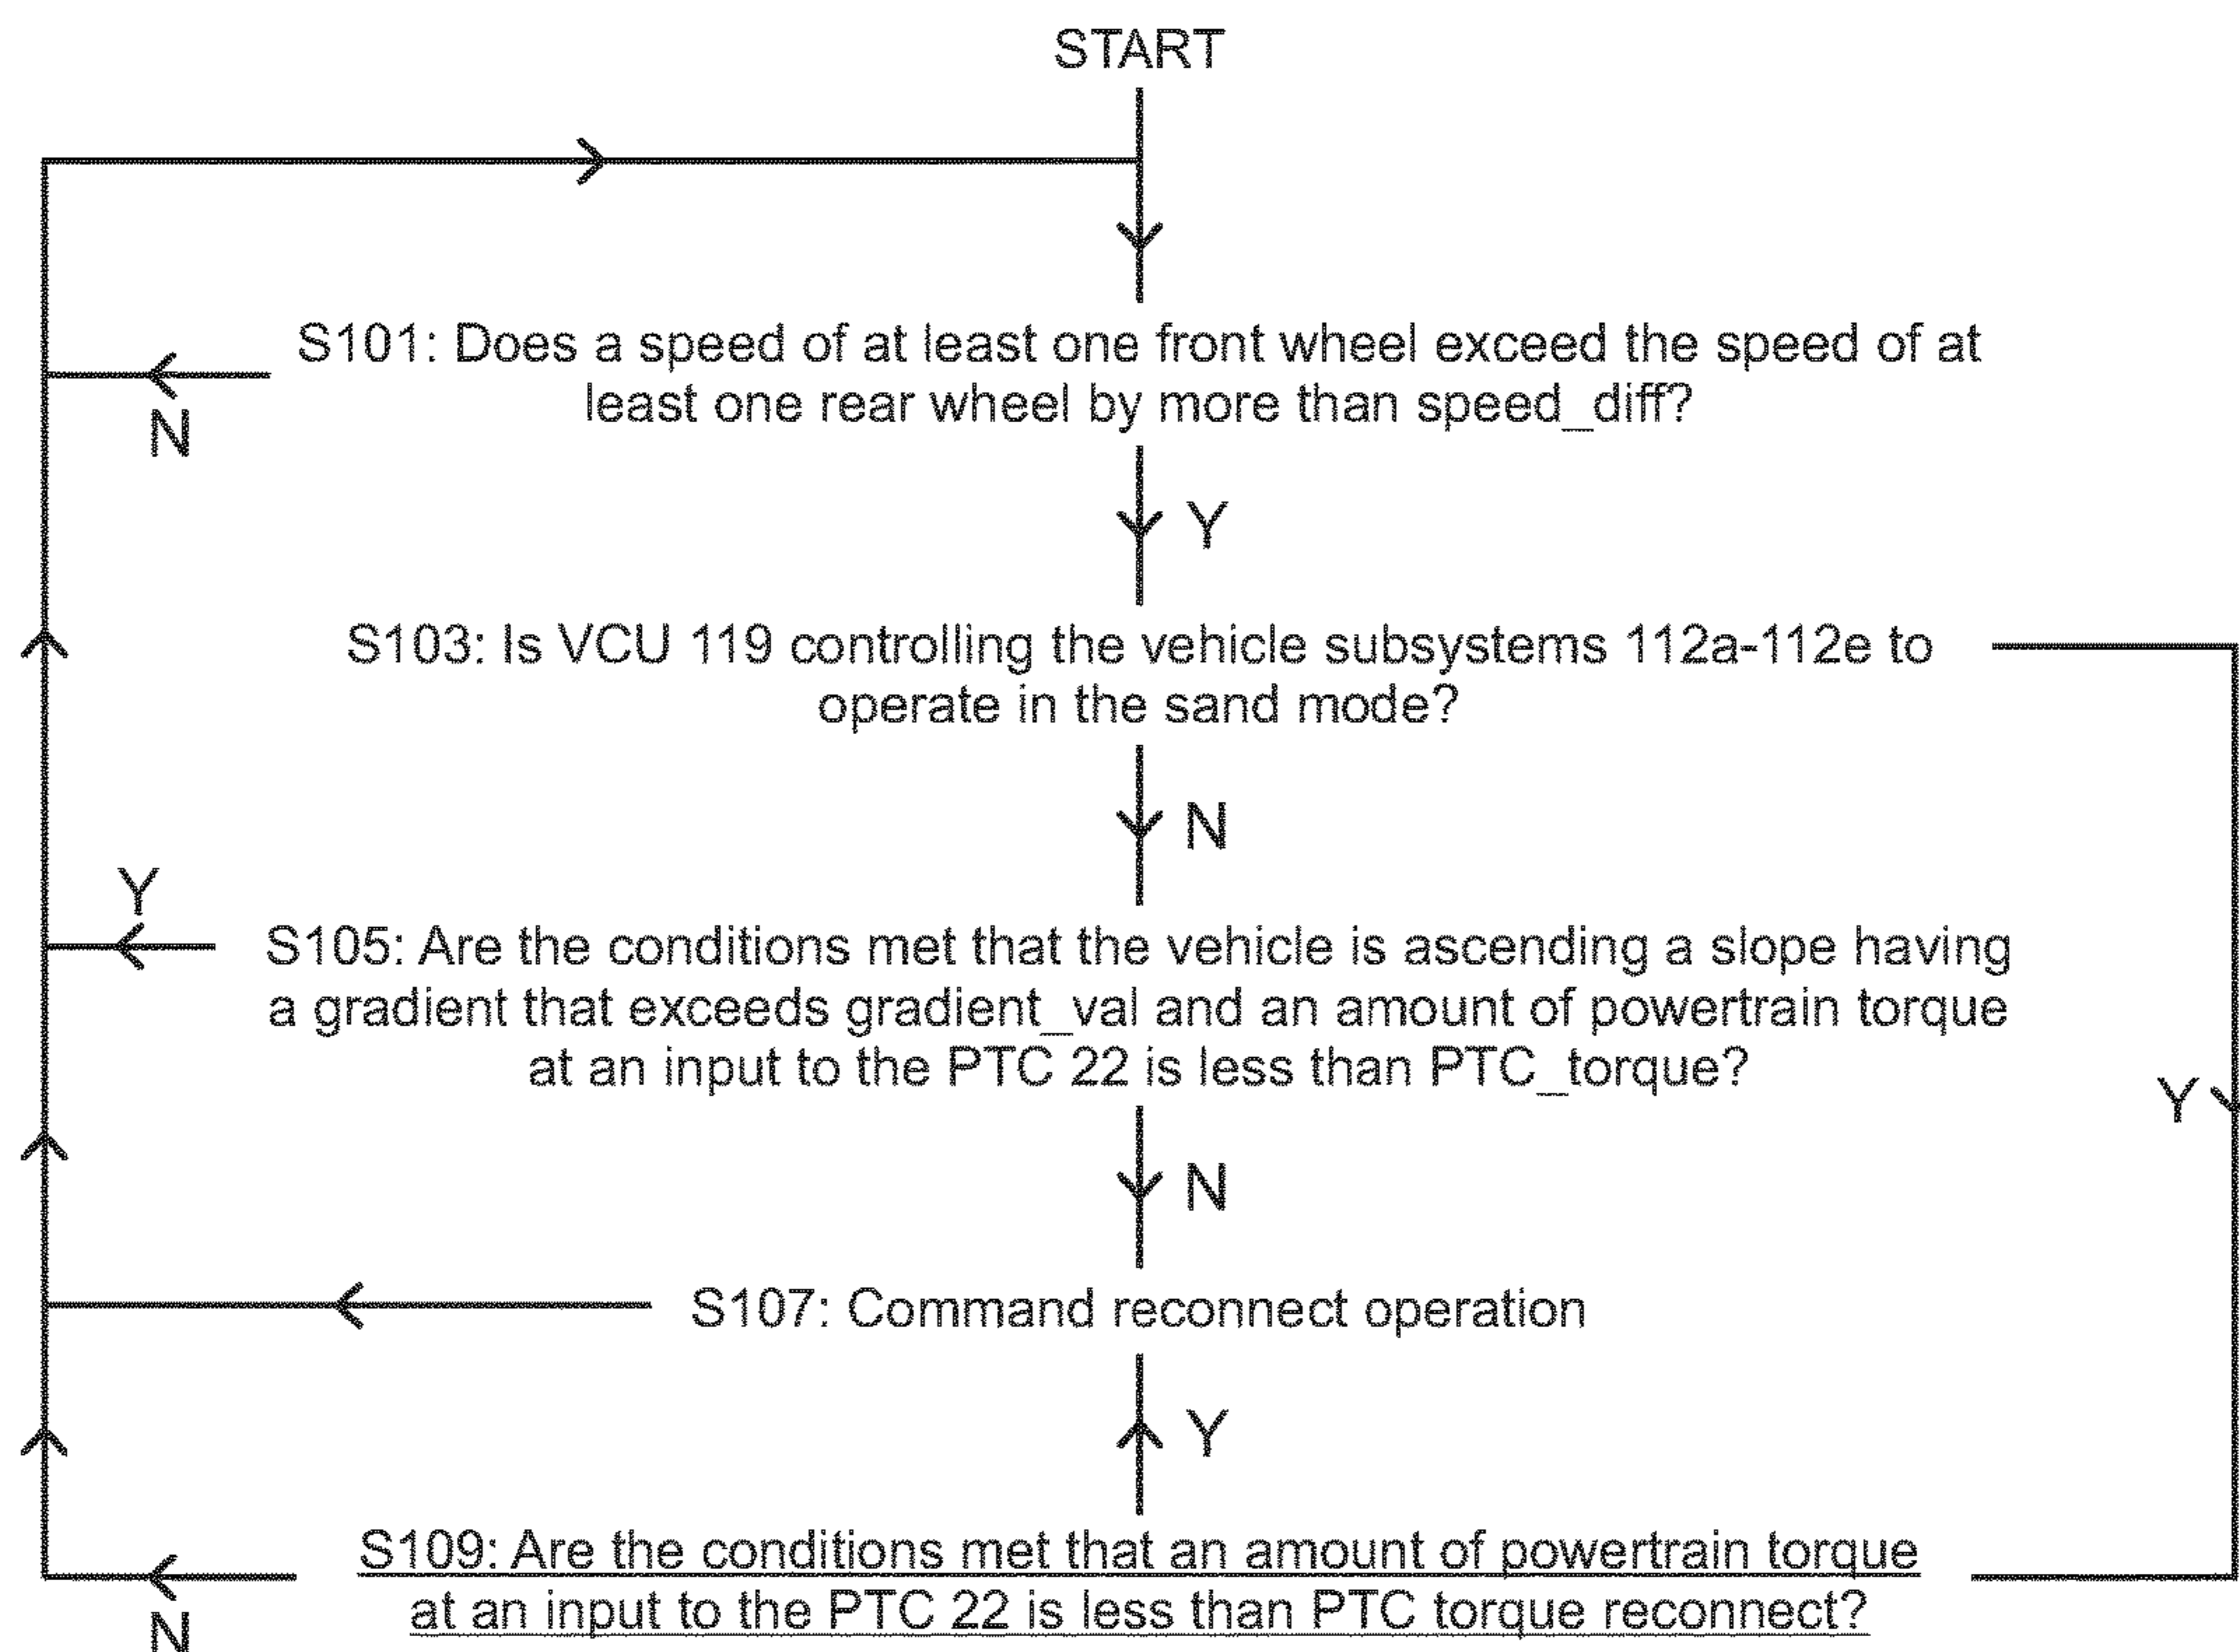 START
S101: Does a speed of at least one front wheel exceed the speed of at
least one rear wheel by more than speed_diff?
N
Y
S103: Is VCU 119 controlling the vehicle subsystems 112a-112e to
operate in the sand mode?
N
Y
S105: Are the conditions met that the vehicle is ascending a slope having
a gradient that exceeds gradient_val and an amount of powertrain torque
at an input to the PTC 22 is less than PTC_torque?
Y
N
S107: Command reconnect operation
Y
S109: Are the conditions met that an amount of powertrain torque
at an input to the PTC 22 is less than PTC torque reconnect?
N